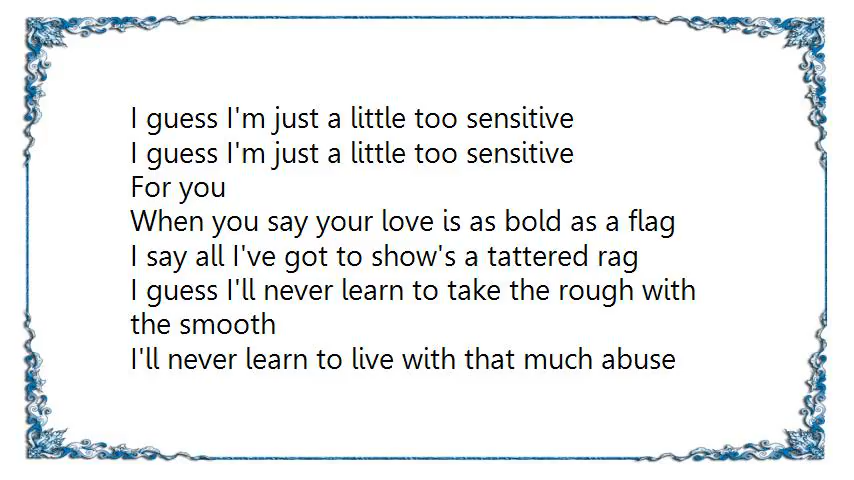 I guess I'm just a little too sensitive
I guess I'm just a little too sensitive
For you
When you say your love is as bold as a flag
I say all I've got to show's a tattered rag
I guess I'll never learn to take the rough with
the smooth
I'll never learn to live with that much abuse